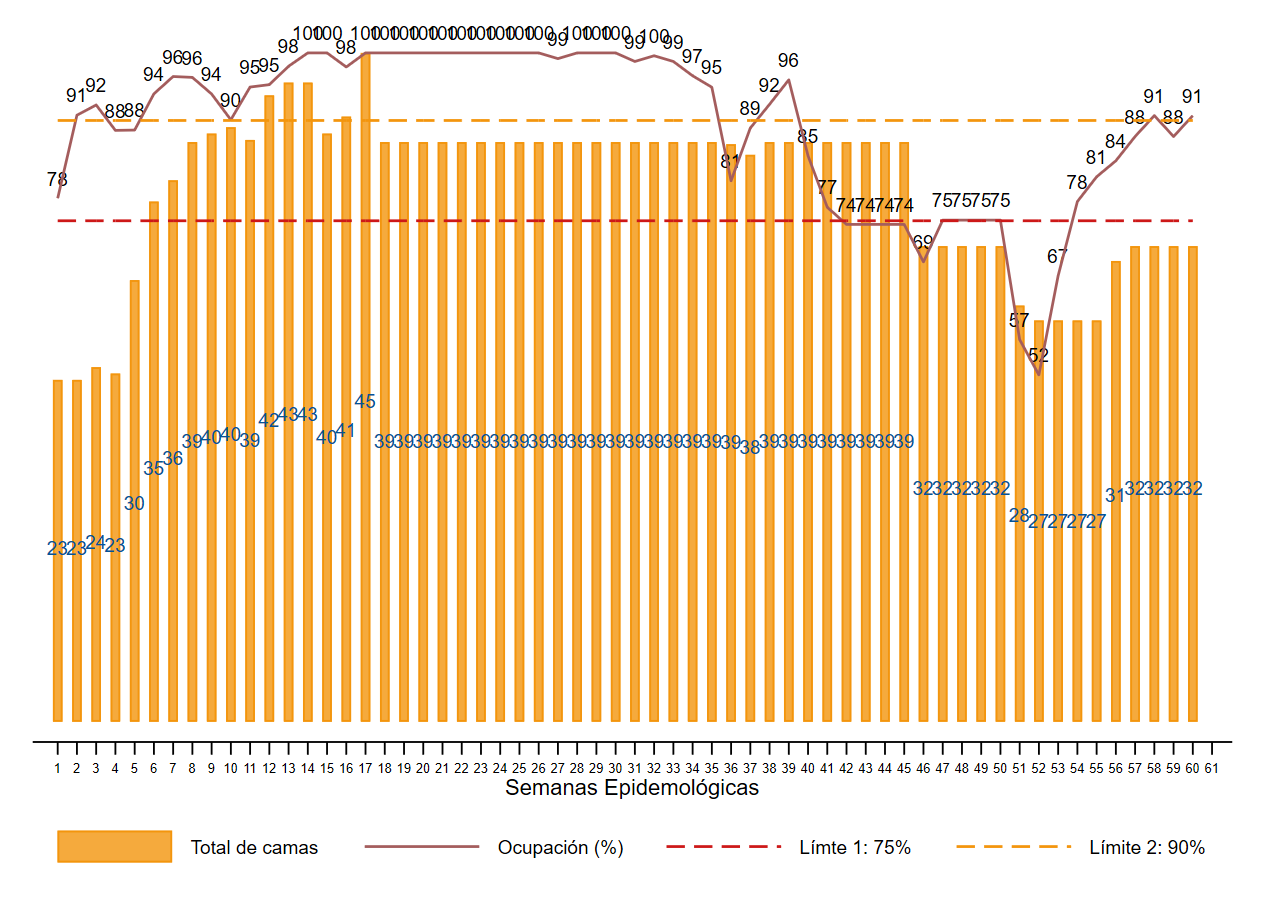 78 91 92 88 88 94 96 96 94 90 95 95 98 100 100 98 100 100 100 100 100 100 100 100 100 100 99 100 100 100 99 100 99 97 95 81 89 92 96 85 77 74 74 74 74 69 75 75 75 75 57 52 67 78 81 84 88 91 88 91
23 23 24 23 30 35 36 39 40 40 39 42 43 43 40 41 45 39 39 39 39 39 39 39 39 39 39 39 39 39 39 39 39 39 39 39 38 39 39 39 39 39 39 39 39 32 32 32 32 32 28 27 27 27 27 31 32 32 32 32
1 2 3 4 5 6 7 8 9 10 11 12 13 14 15 16 17 18 19 20 21 22 23 24 25 26 27 28 29 30 31 32 33 34 35 36 37 38 39 40 41 42 43 44 45 46 47 48 49 50 51 52 53 54 55 56 57 58 59 60 61
Semanas Epidemológicas
Total de camas Ocupación (%) Límte 1: 75% Límite 2: 90%